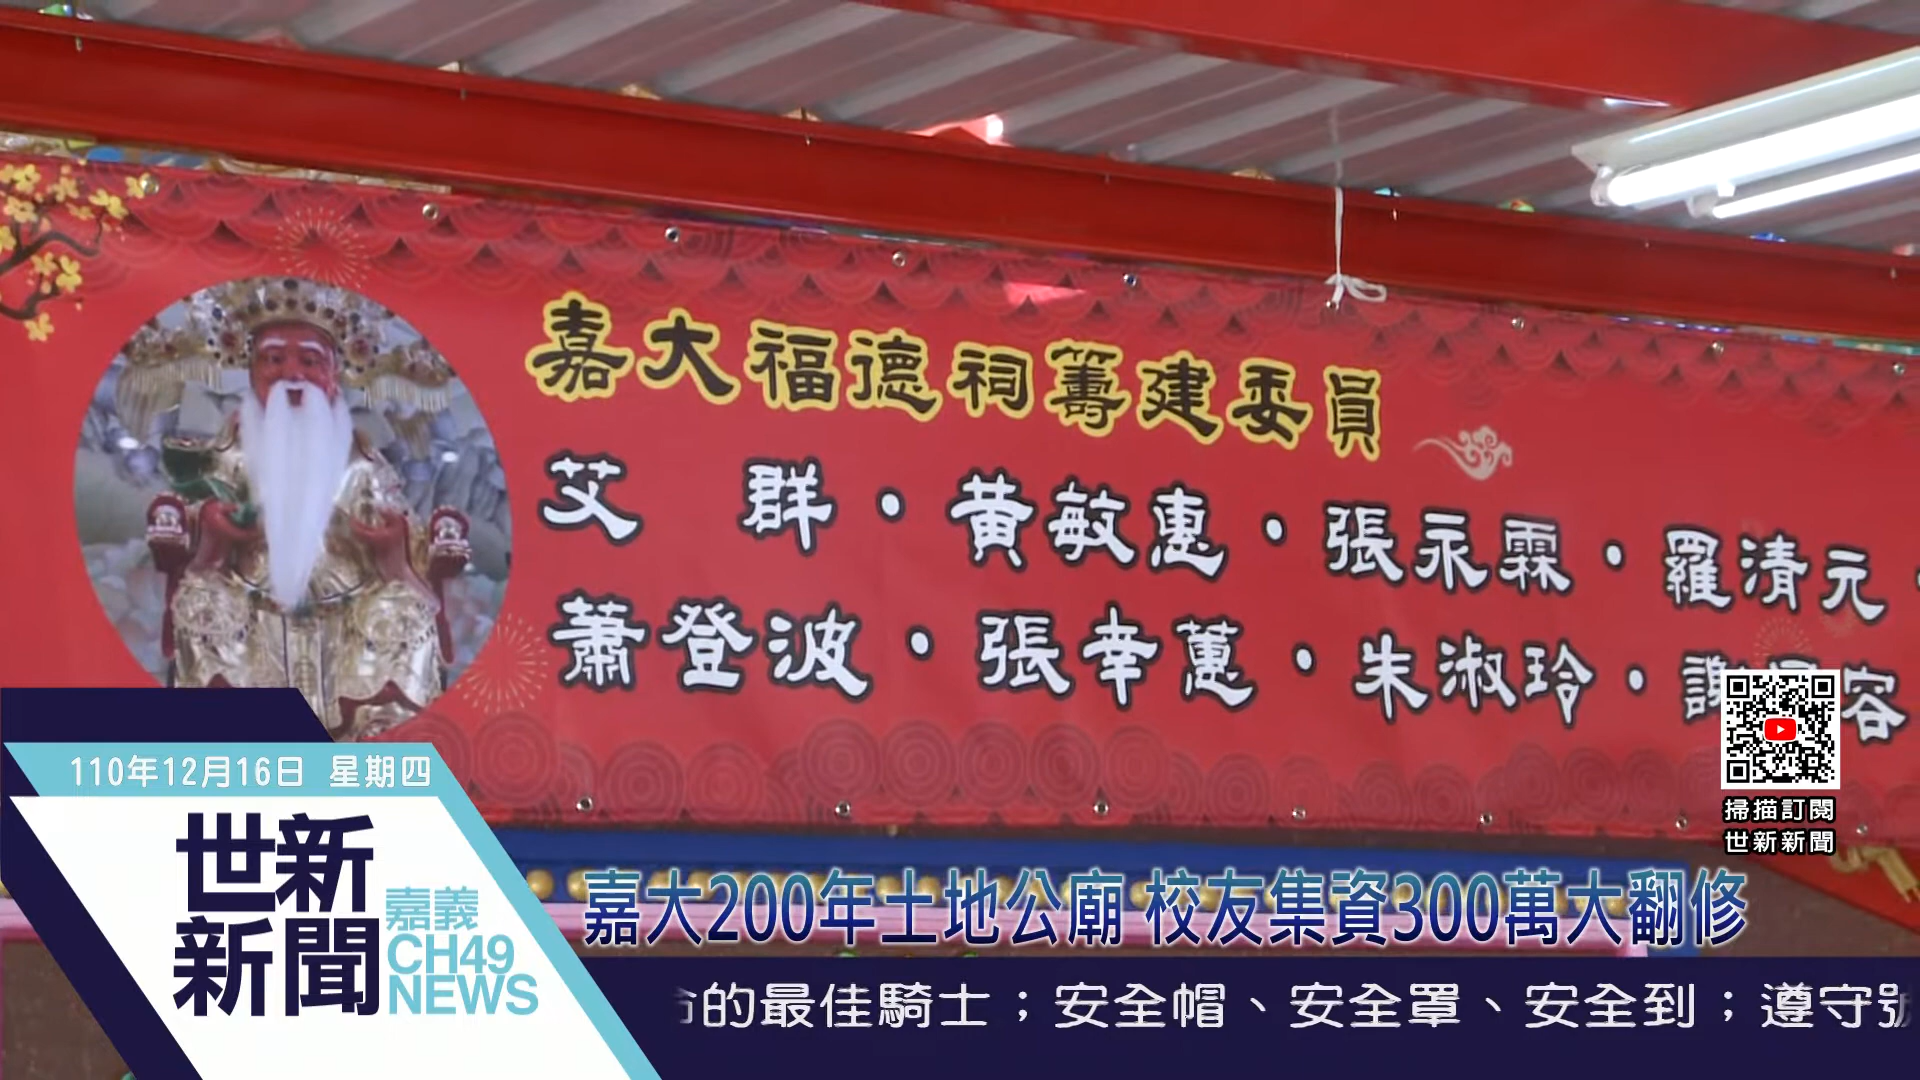 嘉大福德祠籌建委員
艾　群・黃敏惠・張永霖・羅清元・
蕭登波・張幸蕙・朱淑玲・謝 容
掃描訂閱
世新新聞
110年12月16日 星期四
世新
新聞
嘉義
CH49
NEWS
嘉大200年土地公廟 校友集資300萬大翻修
的最佳騎士；安全帽、安全罩、安全到；遵守號